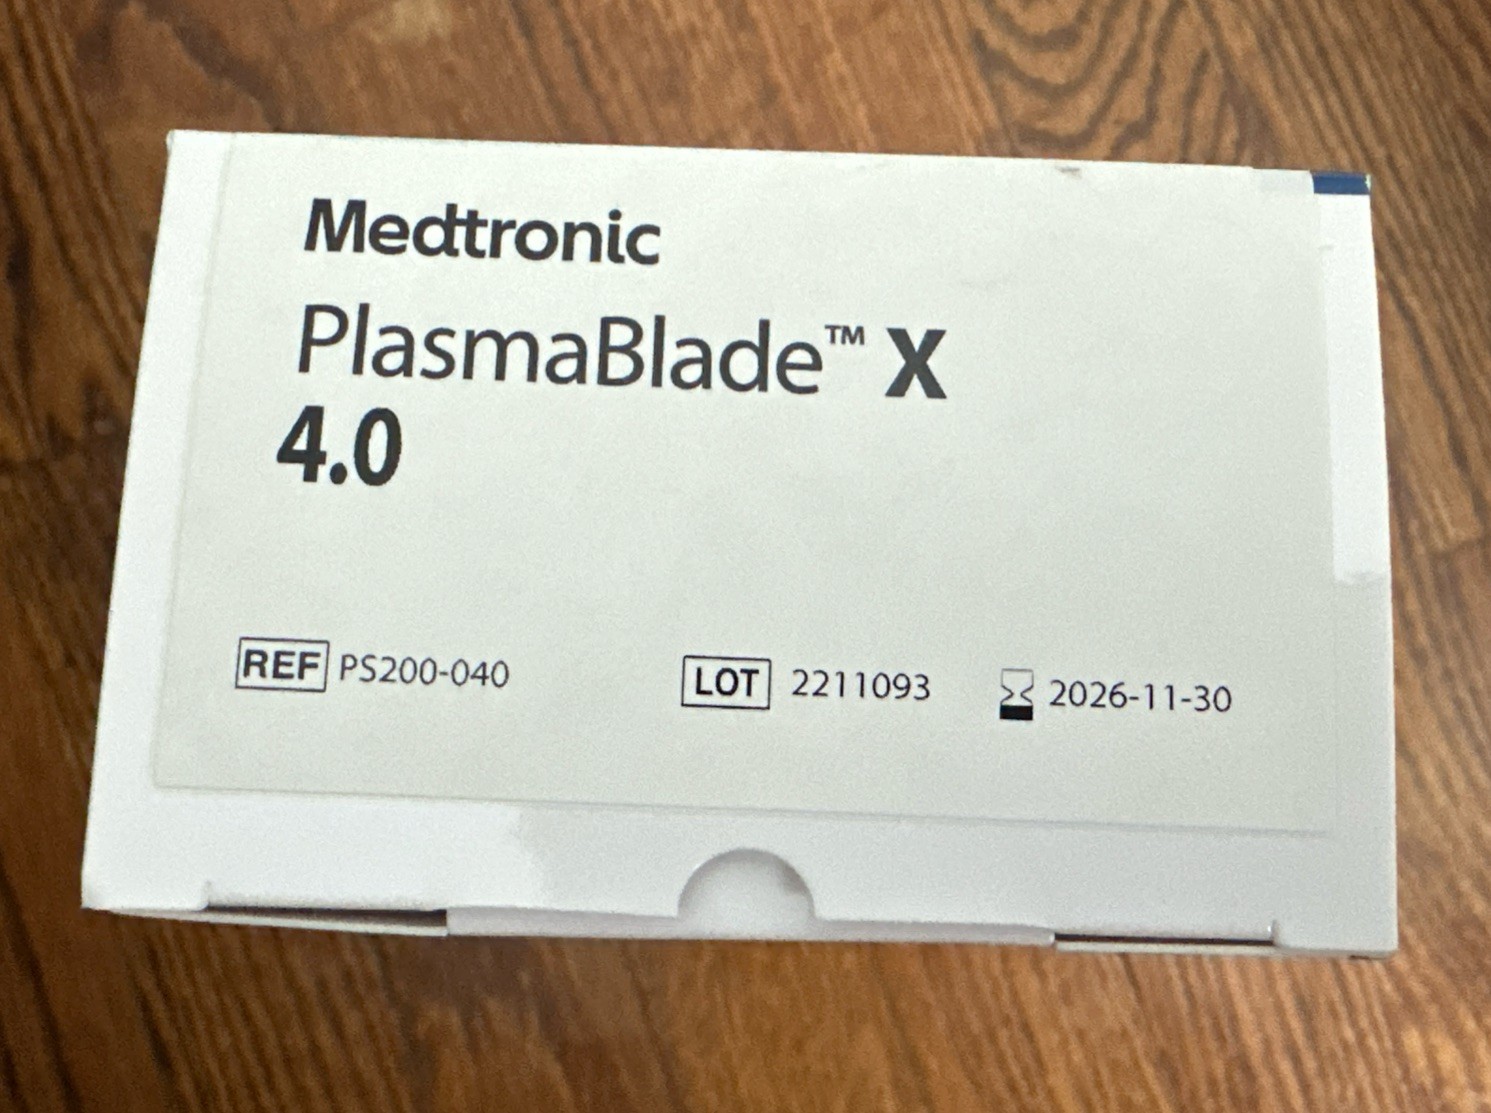 Medtronic
PlasmaBlade™ X
4.0
REF PS200-040 LOT 2211093 2026-11-30